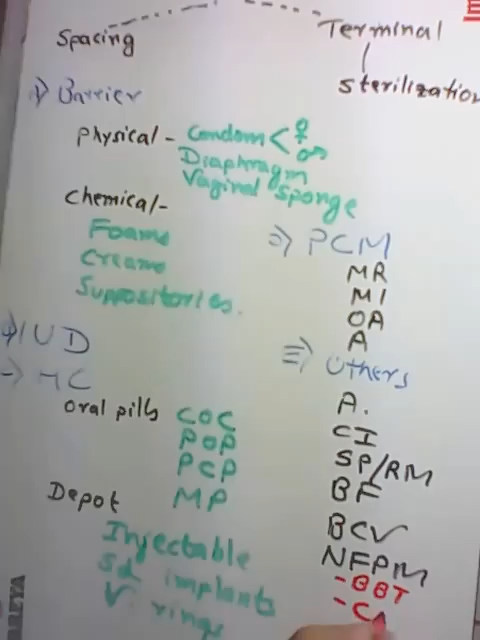 Spacing
Terminal
sterilization
Barrier
Physical - Condom < ♀ ♂
Diaphragm
Vaginal Sponge
Chemical-
Foams
Creams
Suppositories.
⇒ PCM
MR
MI
OA
A
IUD
→ HC
Oral pills COC
POP
PCP
MP
Depot
Injectable
Sd implants
V. rings
Others
A.
CI
SP/RM
BF
BCV
NFPM
- BBT
- C